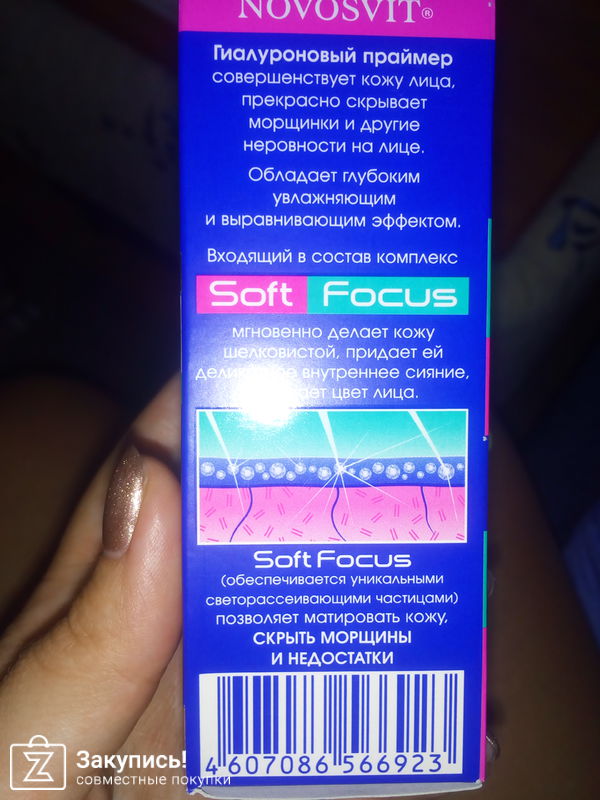 NOVOSVIT®
Гиалуроновый праймер
совершенствует кожу лица,
прекрасно скрывает
морщинки и другие
неровности на лице.
Обладает глубоким
увлажняющим
и выравнивающим эффектом.
Входящий в состав комплекс
Soft Focus
мгновенно делает кожу
шелковистой, придает ей
внутреннее сияние,
цвет лица.
Soft Focus
(обеспечивается уникальными
светорассеивающими частицами)
позволяет матировать кожу,
СКРЫТЬ МОРЩИНЫ
И НЕДОСТАТКИ
4 607086 566923
Закупись!
совместные покупки